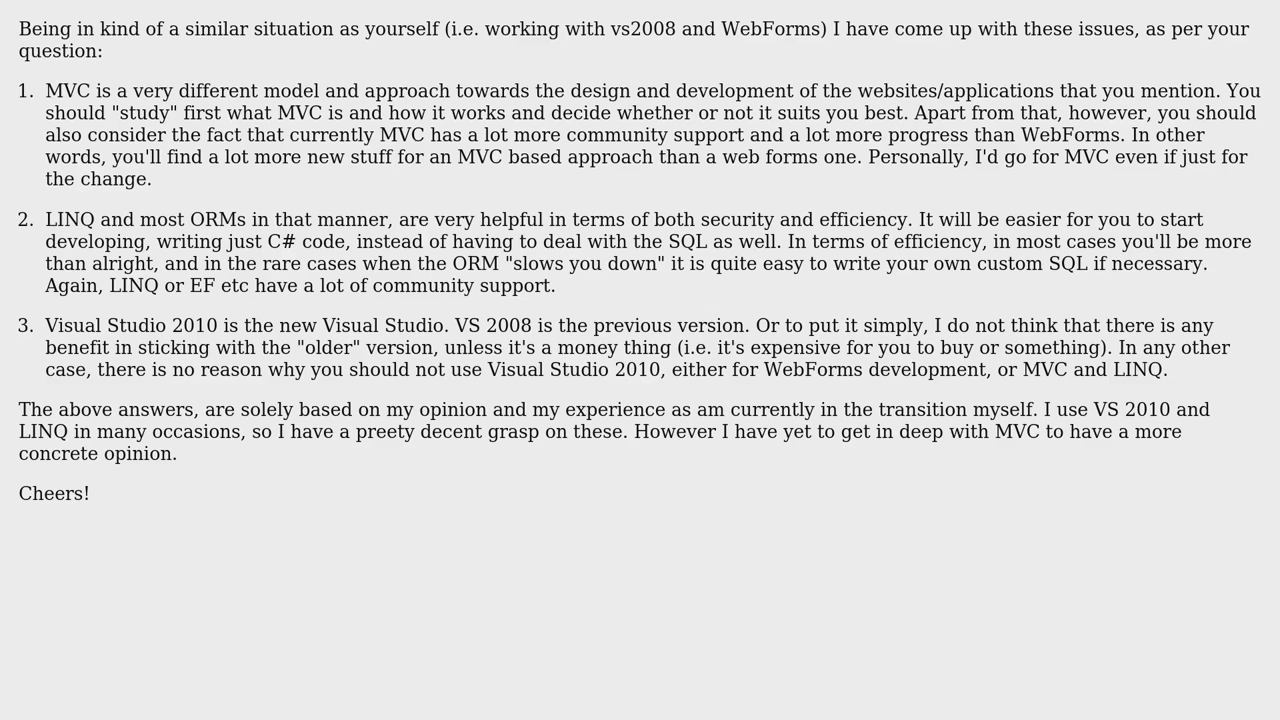 Being in kind of a similar situation as yourself (i.e. working with vs2008 and WebForms) I have come up with these issues, as per your
question:
1. MVC is a very different model and approach towards the design and development of the websites/applications that you mention. You
should "study" first what MVC is and how it works and decide whether or not it suits you best. Apart from that, however, you should
also consider the fact that currently MVC has a lot more community support and a lot more progress than WebForms. In other
words, you'll find a lot more new stuff for an MVC based approach than a web forms one. Personally, I'd go for MVC even if just for
the change.
2. LINQ and most ORMs in that manner, are very helpful in terms of both security and efficiency. It will be easier for you to start
developing, writing just C# code, instead of having to deal with the SQL as well. In terms of efficiency, in most cases you'll be more
than alright, and in the rare cases when the ORM "slows you down" it is quite easy to write your own custom SQL if necessary.
Again, LINQ or EF etc have a lot of community support.
3. Visual Studio 2010 is the new Visual Studio. VS 2008 is the previous version. Or to put it simply, I do not think that there is any
benefit in sticking with the "older" version, unless it's a money thing (i.e. it's expensive for you to buy or something). In any other
case, there is no reason why you should not use Visual Studio 2010, either for WebForms development, or MVC and LINQ.
The above answers, are solely based on my opinion and my experience as am currently in the transition myself. I use VS 2010 and
LINQ in many occasions, so I have a preety decent grasp on these. However I have yet to get in deep with MVC to have a more
concrete opinion.
Cheers!